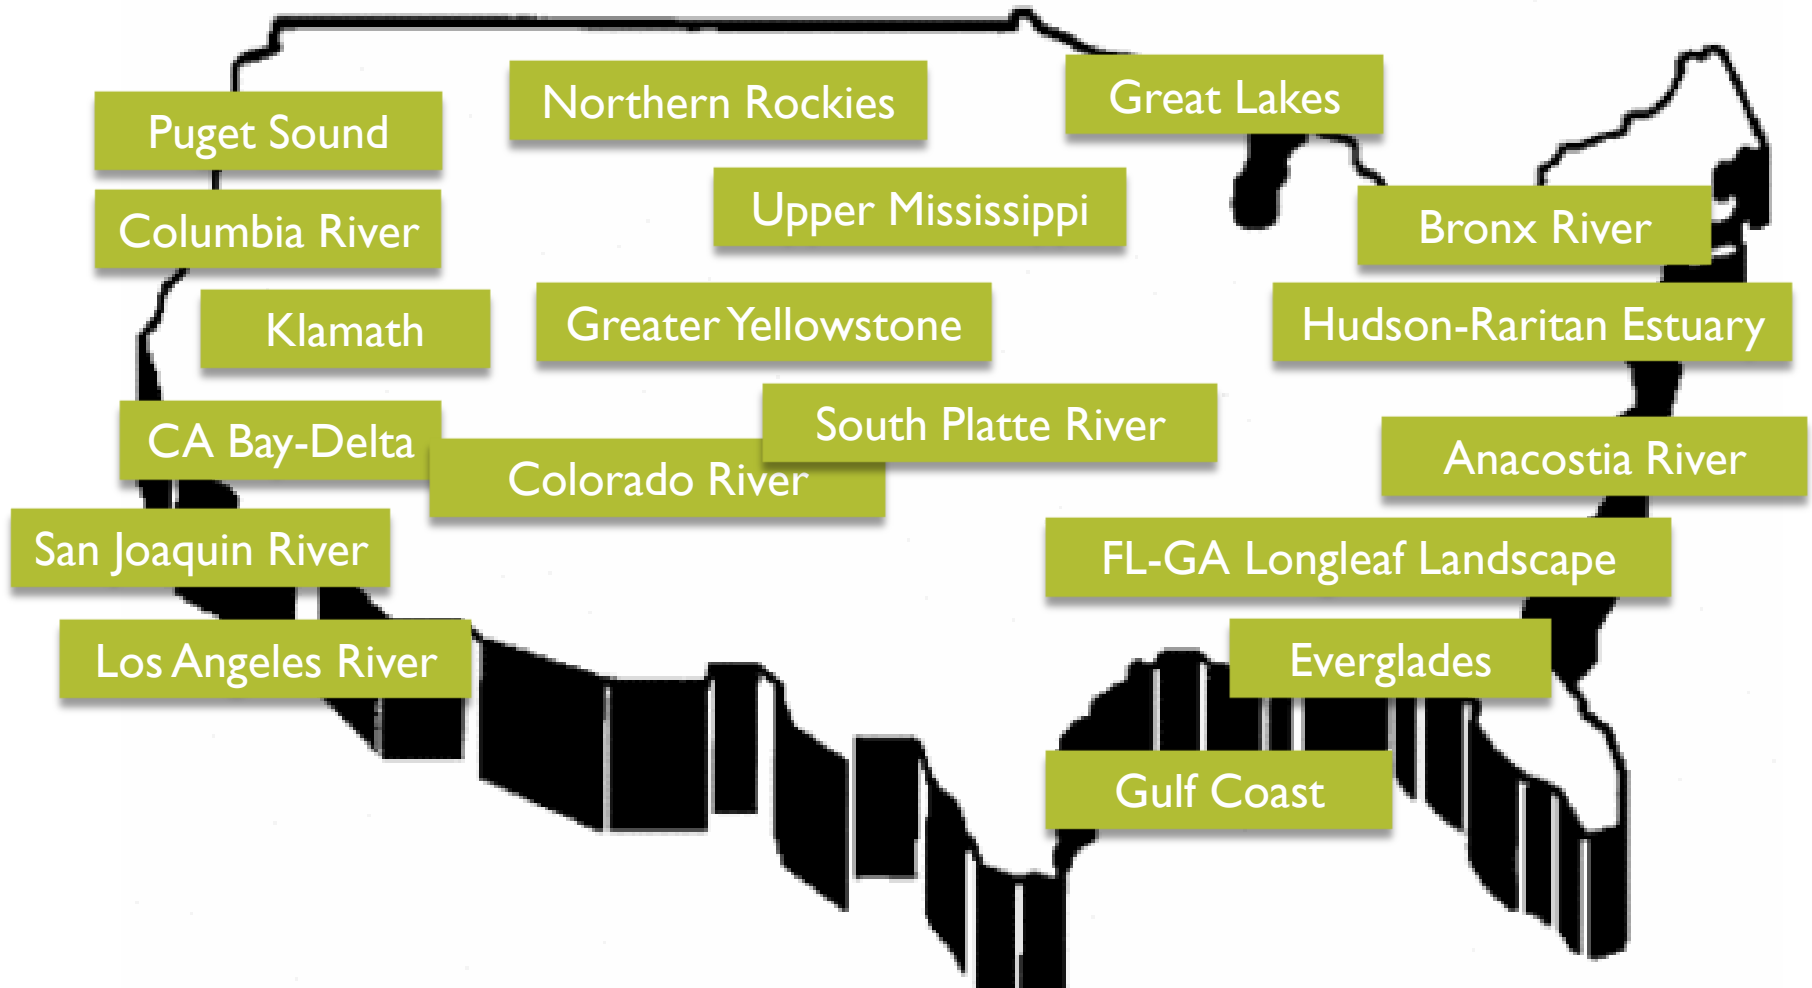 Northern Rockies
Great Lakes
Puget Sound
Upper Mississippi
Columbia River
Bronx River
Klamath
Greater Yellowstone
Hudson-Raritan Estuary
South Platte River
CA Bay-Delta
Colorado River
Anacostia River
San Joaquin River
FL-GA Longleaf Landscape
Los Angeles River
Everglades
Gulf Coast